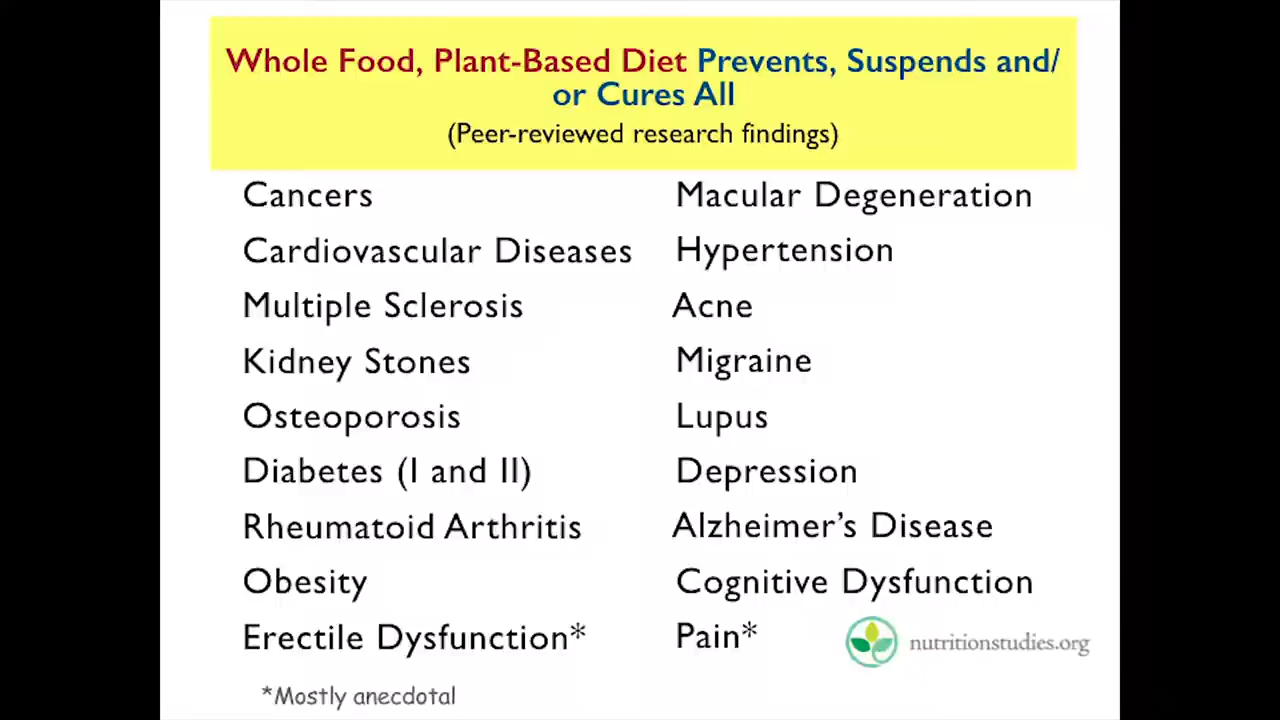 Whole Food, Plant-Based Diet Prevents, Suspends and/
or Cures All
(Peer-reviewed research findings)
Cancers
Cardiovascular Diseases
Multiple Sclerosis
Kidney Stones
Osteoporosis
Diabetes (I and II)
Rheumatoid Arthritis
Obesity
Erectile Dysfunction*
*Mostly anecdotal
Macular Degeneration
Hypertension
Acne
Migraine
Lupus
Depression
Alzheimer’s Disease
Cognitive Dysfunction
Pain*
nutritionstudies.org